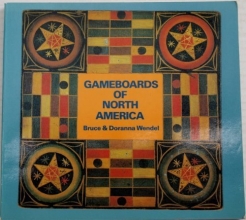 GAMEBOARDS
OF
NORTH
AMERICA
Bruce & Doranna Wendel